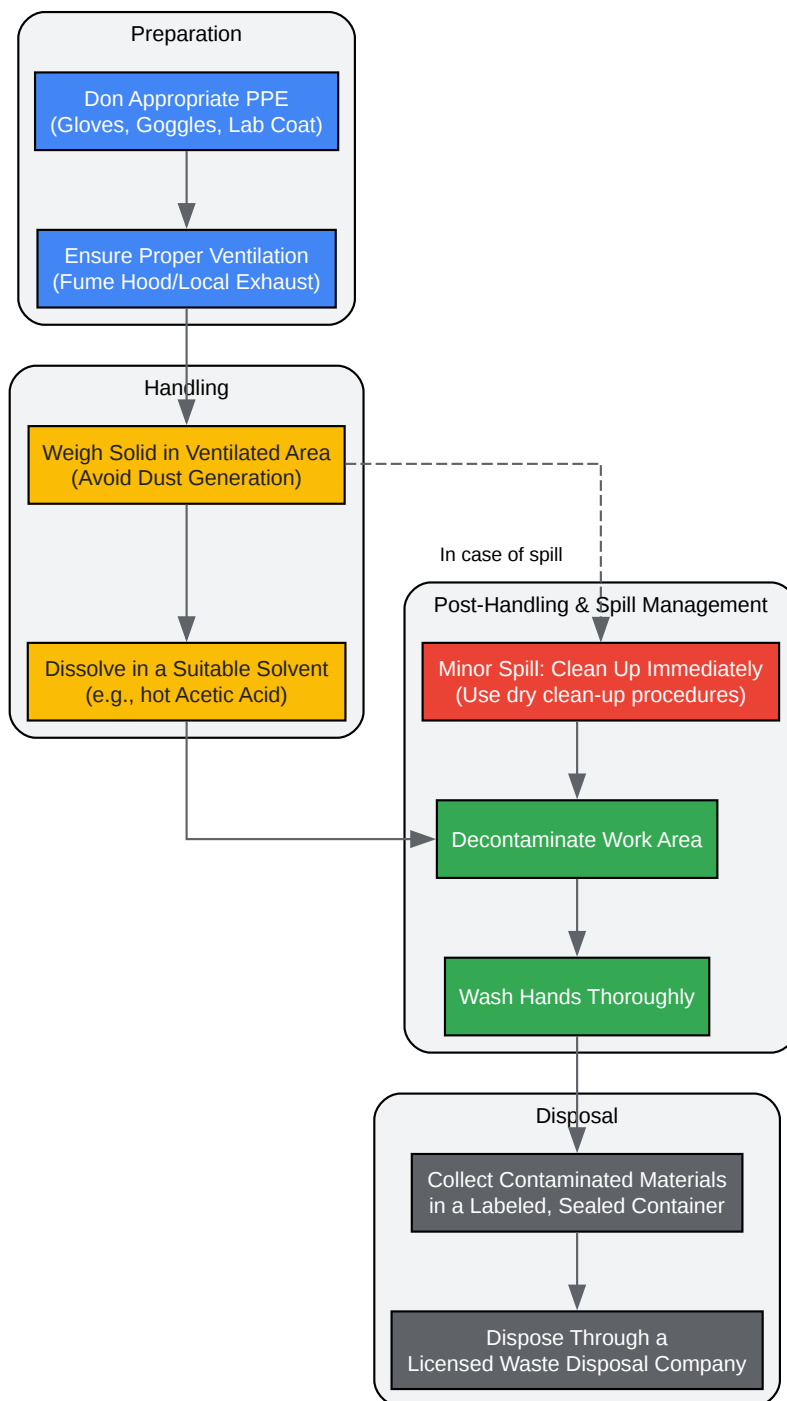 Preparation
Don Appropriate PPE
(Gloves, Goggles, Lab Coat)
Ensure Proper Ventilation
(Fume Hood/Local Exhaust)
Handling
Weigh Solid in Ventilated Area
(Avoid Dust Generation)
In case of spill
Dissolve in a Suitable Solvent
(e.g., hot Acetic Acid)
Post-Handling & Spill Management
Minor Spill: Clean Up Immediately
(Use dry clean-up procedures)
Decontaminate Work Area
Wash Hands Thoroughly
Disposal
Collect Contaminated Materials
in a Labeled, Sealed Container
Dispose Through a
Licensed Waste Disposal Company